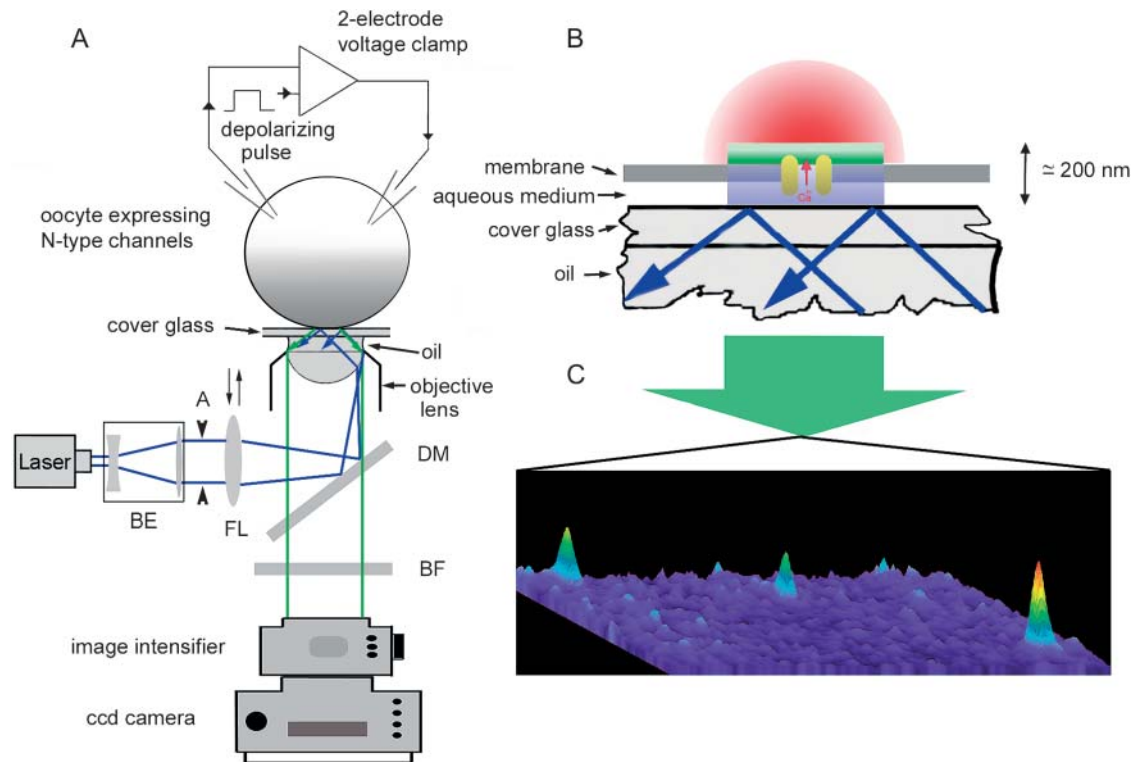 A
2-electrode
voltage clamp
depolarizing
pulse
oocyte expressing
N-type channels
cover glass
oil
objective
lens
A
Laser
BE
FL
DM
BF
image intensifier
ccd camera
B
membrane
aqueous medium
cover glass
oil
≃ 200 nm
C